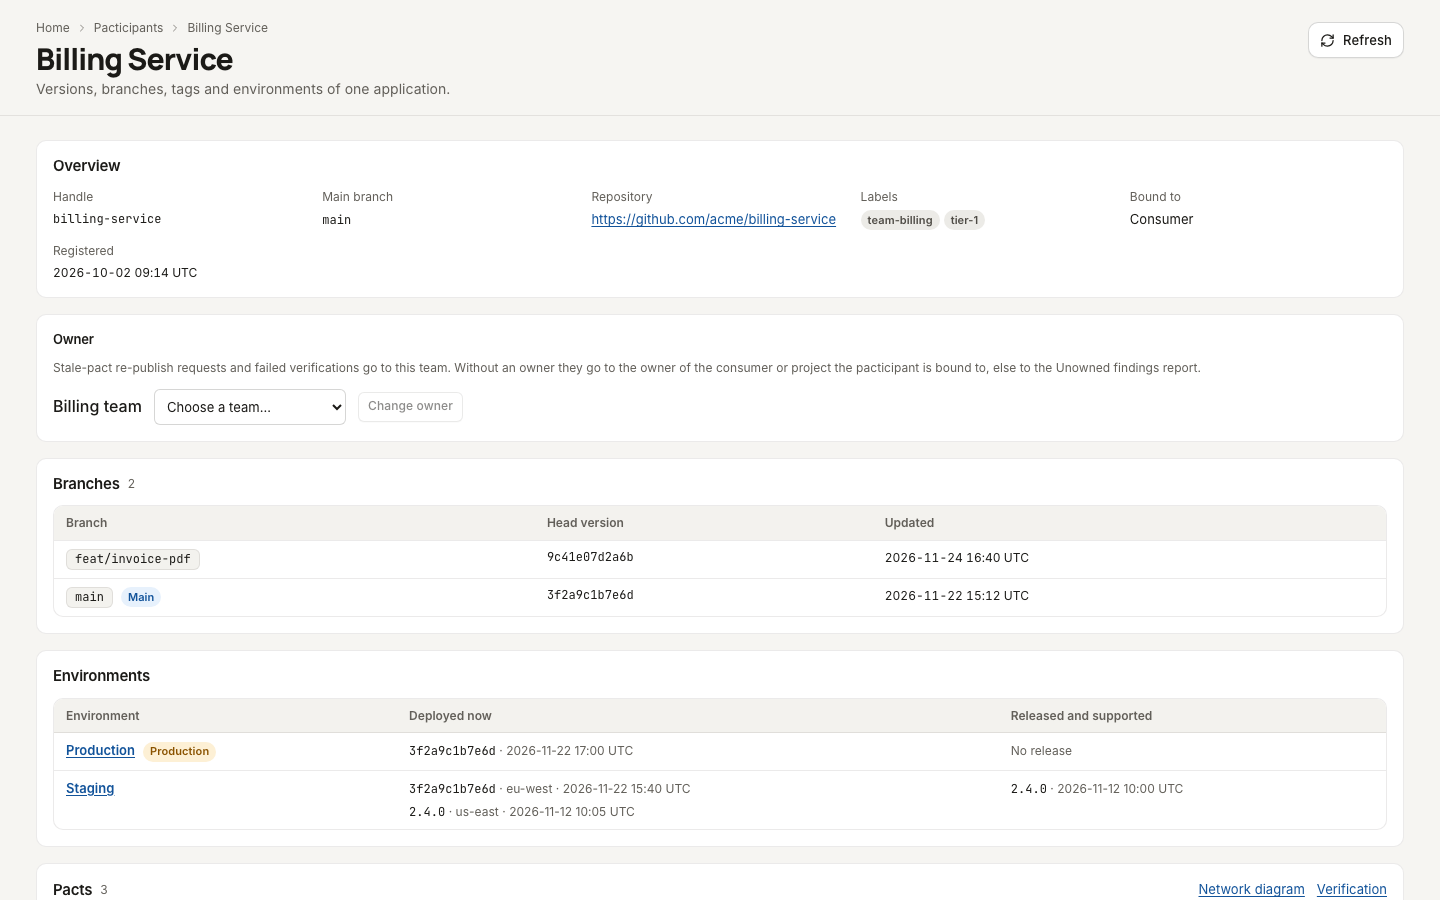 Home > Pacticipants > Billing Service
Refresh
Billing Service
Versions, branches, tags and environments of one application.
Overview
Handle Main branch Repository Labels Bound to
billing-service main https://github.com/acme/billing-service team-billing tier-1 Consumer
Registered
2026-10-02 09:14 UTC
Owner
Stale-pact re-publish requests and failed verifications go to this team. Without an owner they go to the owner of the consumer or project the pacticipant is bound to, else to the Unowned findings report.
Billing team Choose a team... Change owner
Branches 2
Branch Head version Updated
feat/invoice-pdf 9c41e07d2a6b 2026-11-24 16:40 UTC
main Main 3f2a9c1b7e6d 2026-11-22 15:12 UTC
Environments
Environment Deployed now Released and supported
Production Production 3f2a9c1b7e6d · 2026-11-22 17:00 UTC No release
Staging 3f2a9c1b7e6d · eu-west · 2026-11-22 15:40 UTC 2.4.0 · 2026-11-12 10:00 UTC
2.4.0 · us-east · 2026-11-12 10:05 UTC
Pacts 3 Network diagram Verification